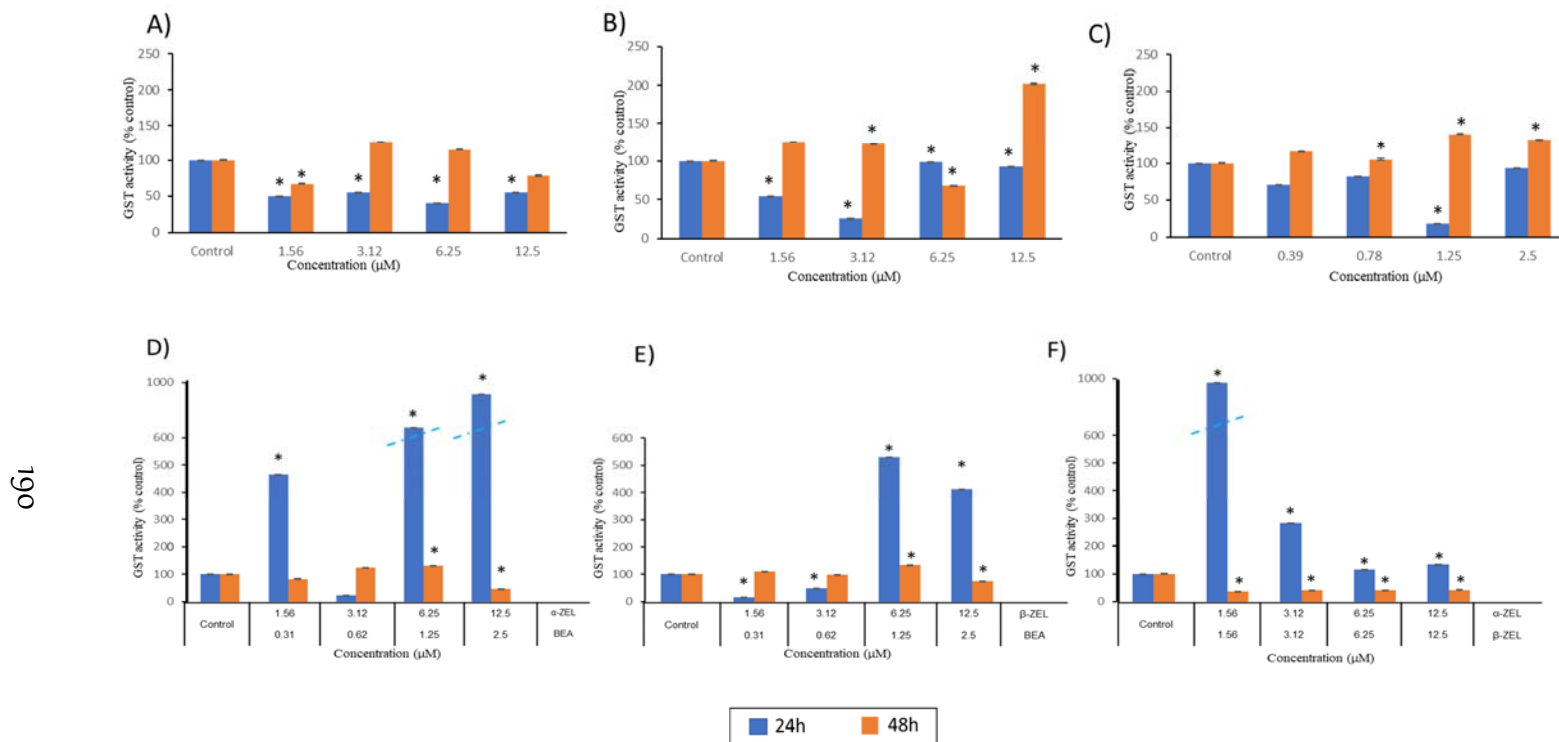 A)
250
200
150
100
50
0
GST activity (% control)
* * * * *
Control 1.56 3.12 6.25 12.5
Concentration (µM)
B)
250
200
150
100
50
0
GST activity (% control)
* * * * * * *
Control 1.56 3.12 6.25 12.5
Concentration (µM)
C)
250
200
150
100
50
0
GST activity (% control)
* * * *
Control 0.39 0.78 1.25 2.5
Concentration (µM)
190
D)
1000
600
500
400
300
200
100
0
GST activity (% control)
* * * * *
Control 1.56 3.12 6.25 12.5 α-ZEL
0.31 0.62 1.25 2.5 BEA
Concentration (µM)
E)
600
500
400
300
200
100
0
GST activity (% control)
* * * * * *
Control 1.56 3.12 6.25 12.5 β-ZEL
0.31 0.62 1.25 2.5 BEA
Concentration (µM)
F)
1000
600
500
400
300
200
100
0
GST activity (% control)
* * * * * * * *
Control 1.56 3.12 6.25 12.5 α-ZEL
1.56 3.12 6.25 12.5 β-ZEL
Concentration (µM)
24h 48h